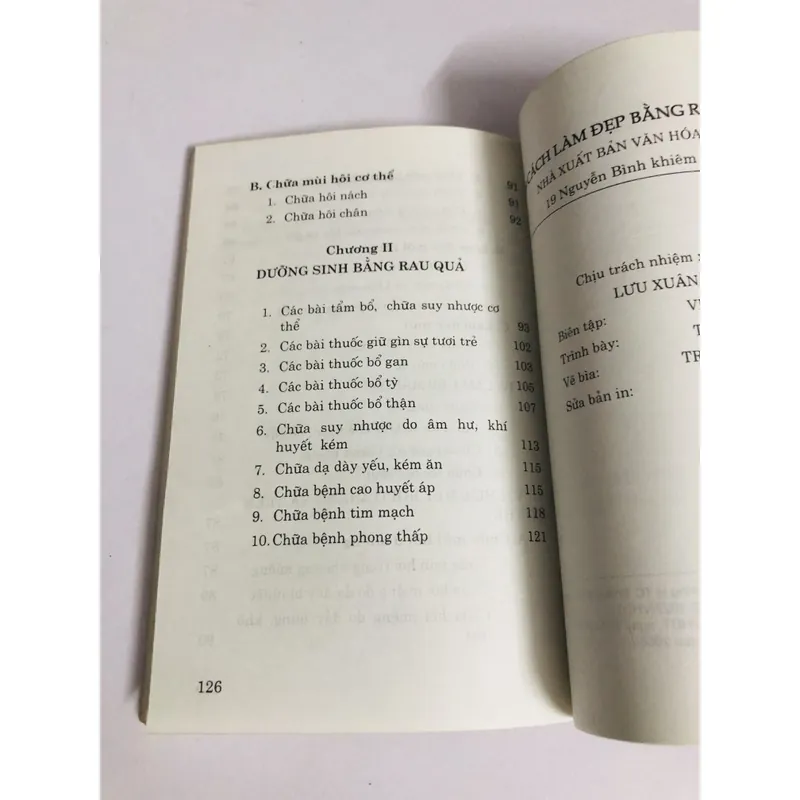 B. Chữa mùi hôi cơ thể 91
1. Chữa hôi nách 91
2. Chữa hôi chân 92
Chương II
DƯỠNG SINH BẰNG RAU QUẢ
1. Các bài tẩm bổ, chữa suy nhược cơ
thể 93
2. Các bài thuốc giữ gìn sự tươi trẻ 102
3. Các bài thuốc bổ gan 103
4. Các bài thuốc bổ tỳ 105
5. Các bài thuốc bổ thận 107
6. Chữa suy nhược do âm hư, khí
huyết kém 113
7. Chữa dạ dày yếu, kém ăn 115
8. Chữa bệnh cao huyết áp 115
9. Chữa bệnh tim mạch 118
10. Chữa bệnh phong thấp 121
126
CÁCH LÀM ĐẸP BẰNG R
NHÀ XUẤT BẢN VĂN HÓA
19 Nguyễn Bình khiêm
Chịu trách nhiệm
LƯU XUÂN
Biên tập: V
Trình bày: T
Vẽ bìa: TR
Sửa bản in: